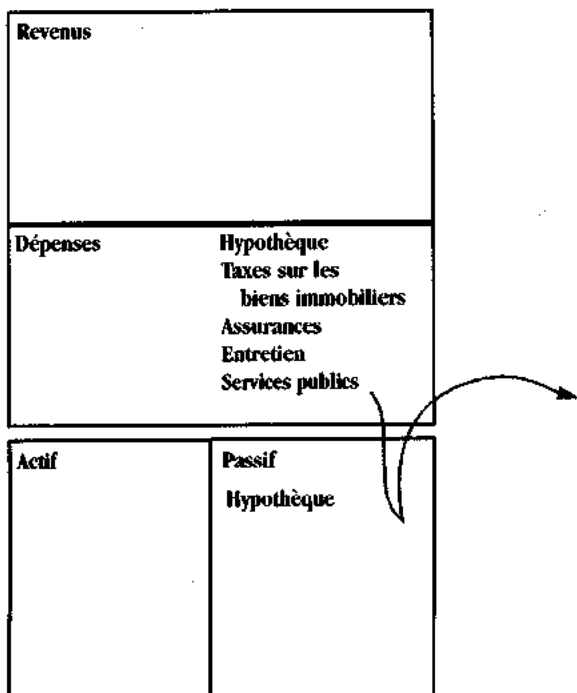 Revenus
Dépenses
Hypothèque
Taxes sur les
biens immobiliers
Assurances
Entretien
Services publics
Actif
Passif
Hypothèque